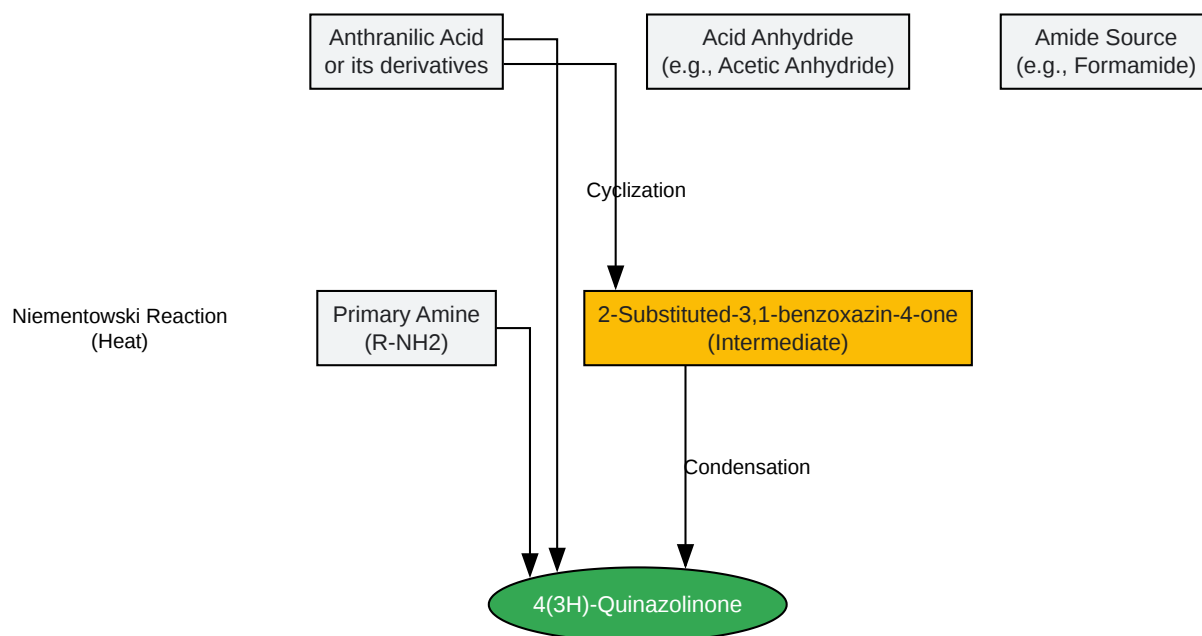 Anthranilic Acid
or its derivatives
Acid Anhydride
(e.g., Acetic Anhydride)
Amide Source
(e.g., Formamide)
Cyclization
Niementowski Reaction
(Heat)
Primary Amine
(R-NH2)
2-Substituted-3,1-benzoxazin-4-one
(Intermediate)
Condensation
4(3H)-Quinazolinone